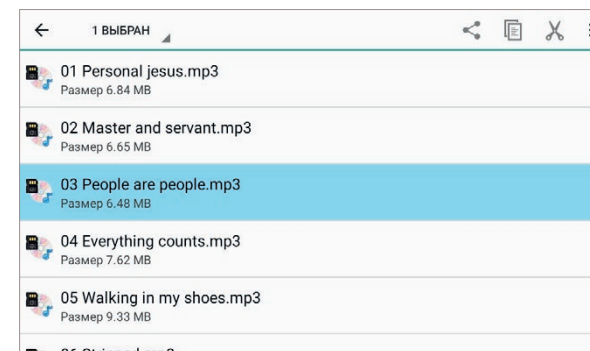 1 ВЫБРАН
01 Personal jesus.mp3
Размер 6.84 MB
02 Master and servant.mp3
Размер 6.65 MB
03 People are people.mp3
Размер 6.48 MB
04 Everything counts.mp3
Размер 7.62 MB
05 Walking in my shoes.mp3
Размер 9.33 MB